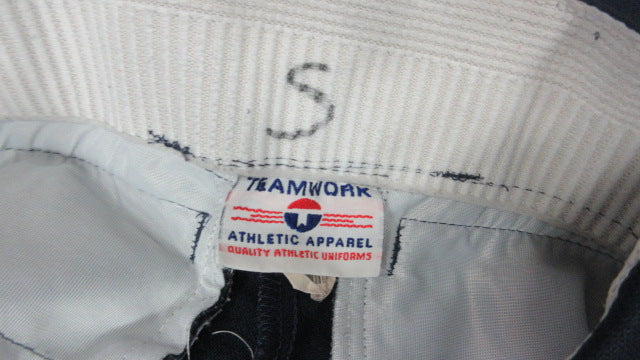 S
TEAMWORK
ATHLETIC APPAREL
QUALITY ATHLETIC UNIFORMS